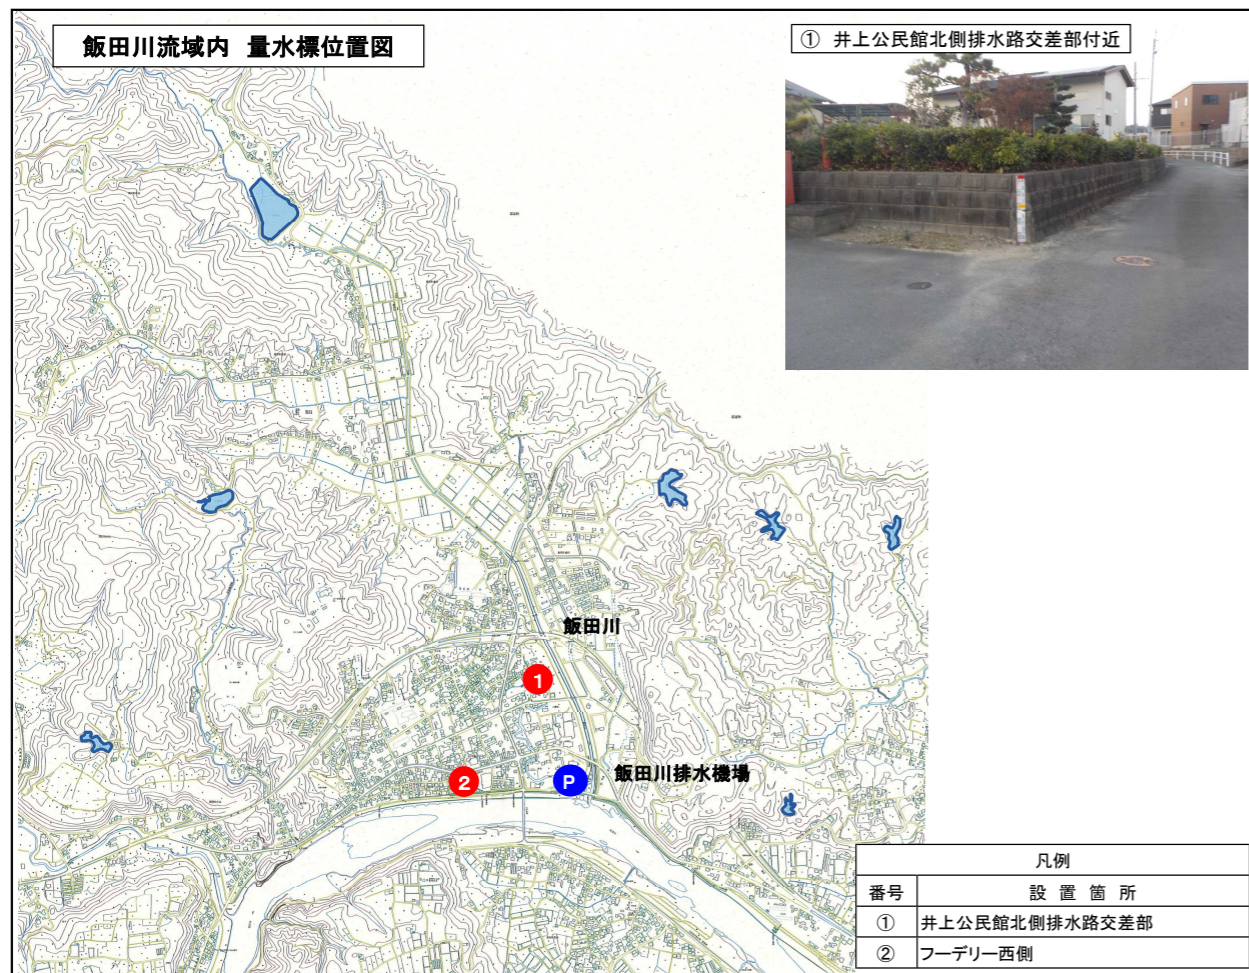 飯田川流域内 量水標位置図
① 井上公民館北側排水路交差部付近
飯田川
1
2
P
飯田川排水機場
凡例
番号 設置箇所
① 井上公民館北側排水路交差部
② フーデリー西側